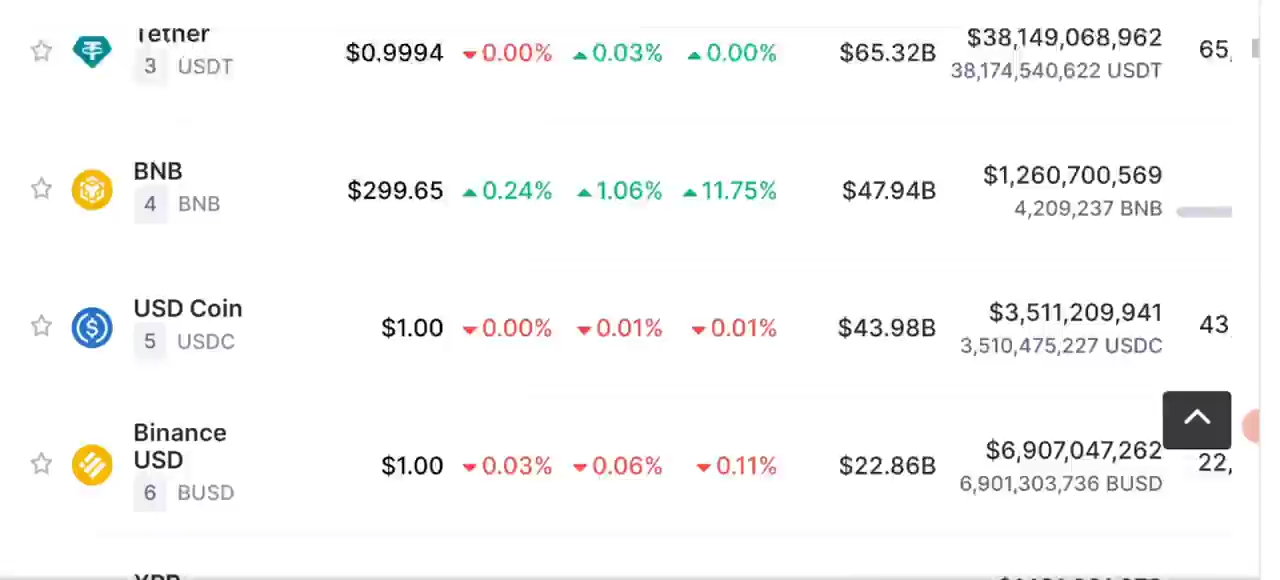 Tether
3 USDT
$0.9994 0.00% 0.03% 0.00% $65.32B
$38,149,068,962
38,174,540,622 USDT
65,
BNB
4 BNB
$299.65 0.24% 1.06% 11.75% $47.94B
$1,260,700,569
4,209,237 BNB
USD Coin
5 USDC
$1.00 0.00% 0.01% 0.01% $43.98B
$3,511,209,941
3,510,475,227 USDC
43
Binance
USD
6 BUSD
$1.00 0.03% 0.06% 0.11% $22.86B
$6,907,047,262
6,901,303,736 BUSD
22,
XRP